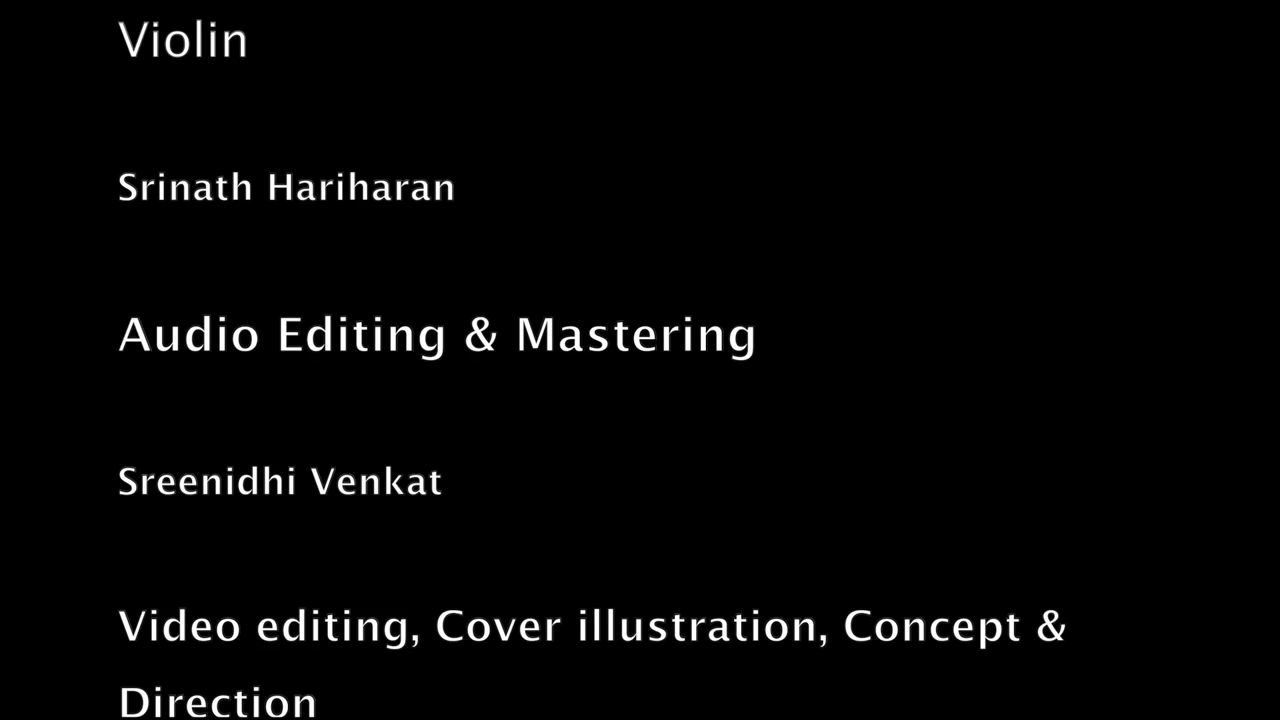 Violin
Srinath Hariharan
Audio Editing & Mastering
Sreenidhi Venkat
Video editing, Cover illustration, Concept &
Direction